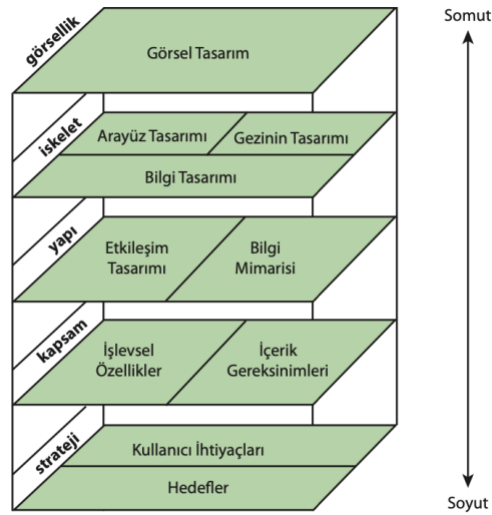 Somut
görsellik
Görsel Tasarım
iskelet
Arayüz Tasarımı
Gezinin Tasarımı
Bilgi Tasarımı
yapı
Etkileşim
Tasarımı
Bilgi
Mimarisi
kapsam
İşlevsel
Özellikler
İçerik
Gereksinimleri
strateji
Kullanıcı İhtiyaçları
Hedefler
Soyut